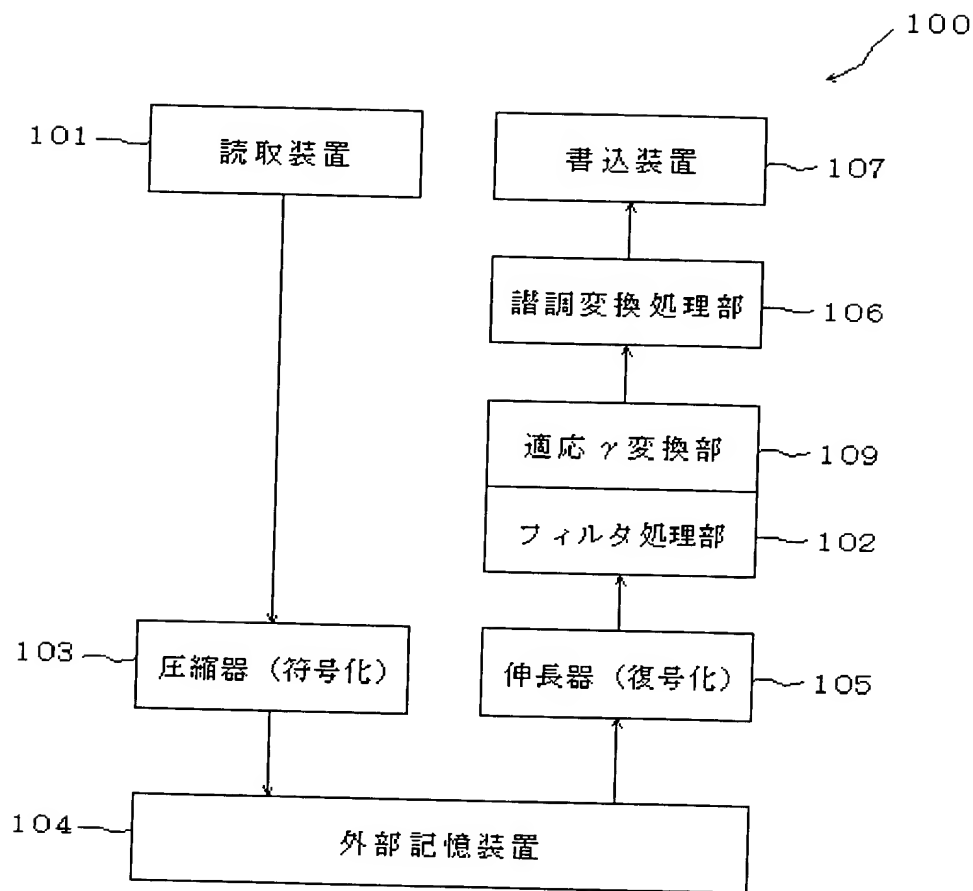 100
101
読取装置
書込装置
107
諧調変換処理部
106
適応γ変換部
109
フィルタ処理部
102
103
圧縮器（符号化）
伸長器（復号化）
105
104
外部記憶装置